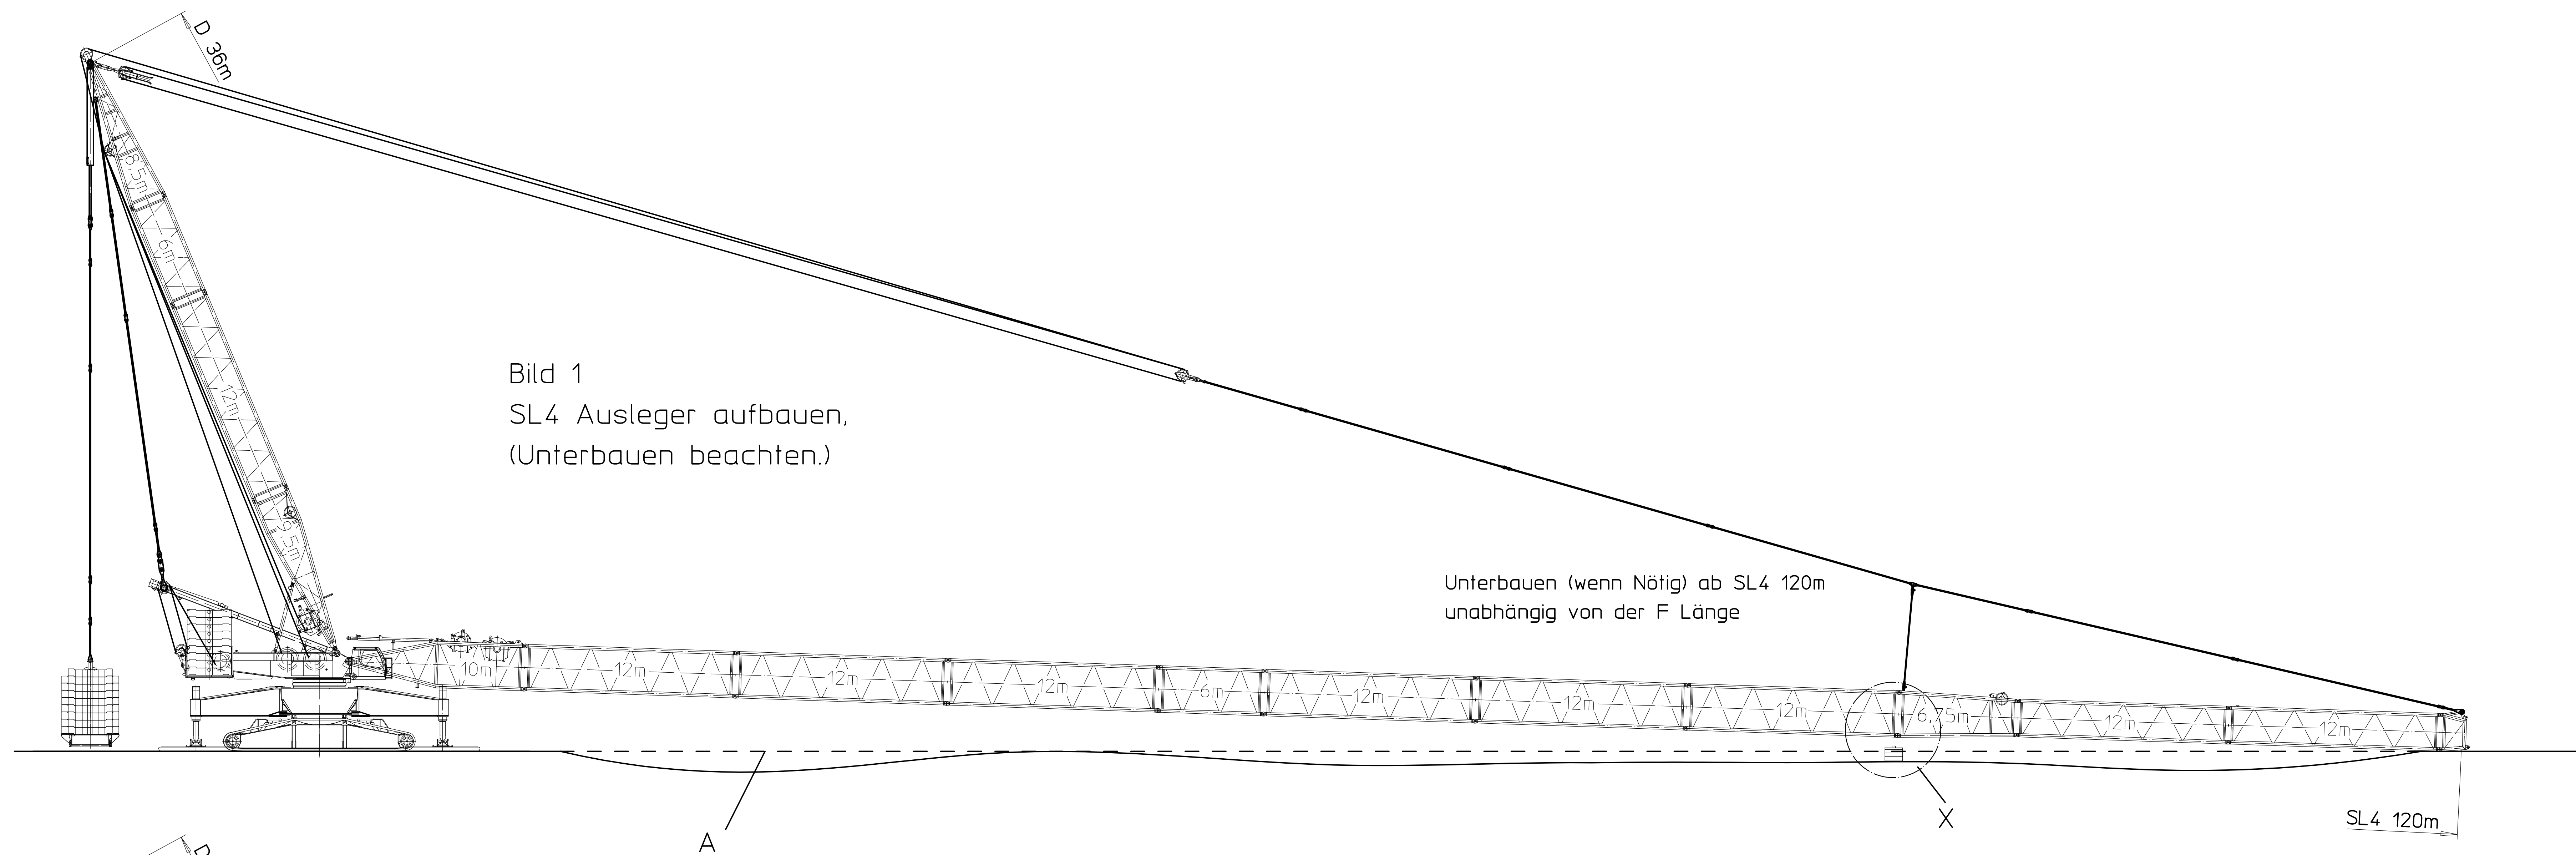 D 36m
8,5m
6m
12m
9,5m
Bild 1
SL4 Ausleger aufbauen,
(Unterbauen beachten.)
Unterbauen (wenn Nötig) ab SL4 120m
unabhängig von der F Länge
10m
12m
12m
12m
6m
12m
12m
12m
6,75m
12m
12m
A
X
SL4 120m
D